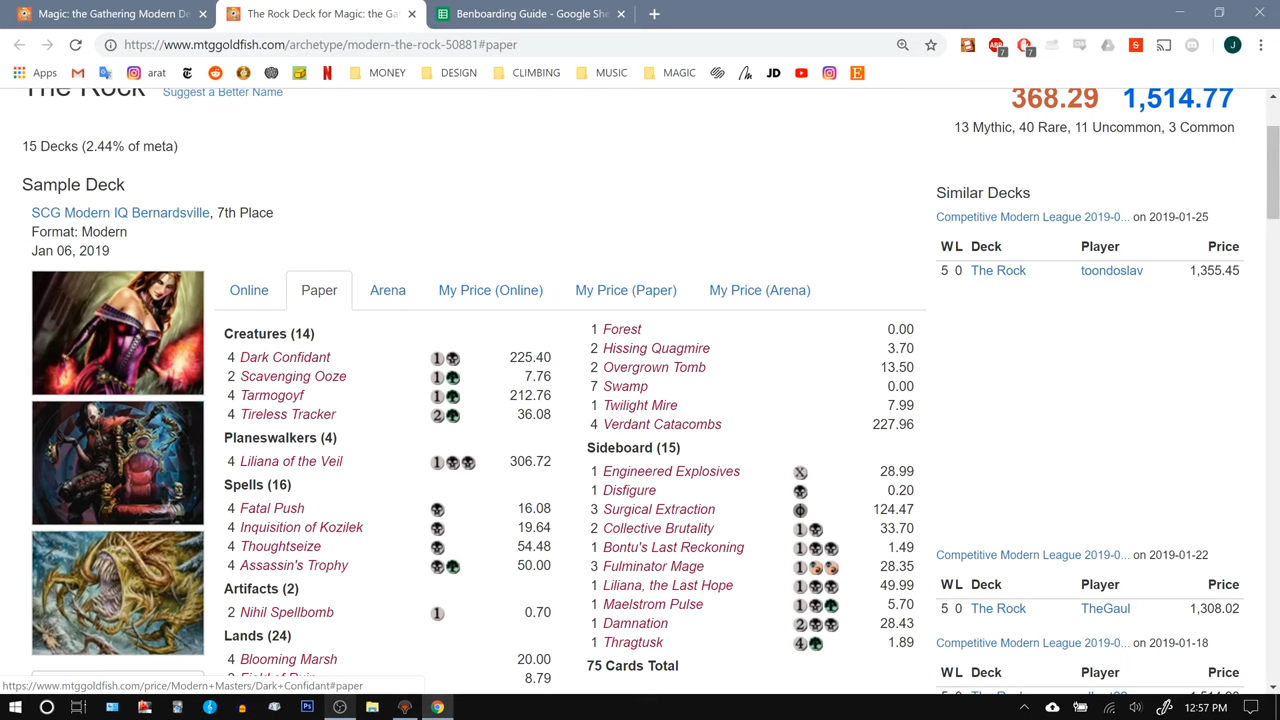 Magic the Gathering Modern De
The Rock Deck for Magic: the Ga
Benboarding Guide - Google She
https://www.mtggoldfish.com/archetype/modern-the-rock-50881#paper
Apps
arat
MONEY
DESIGN
CLIMBING
MUSIC
MAGIC
JD
The Rock
Suggest a Better Name
368.29 1,514.77
13 Mythic, 40 Rare, 11 Uncommon, 3 Common
15 Decks (2.44% of meta)
Sample Deck
SCG Modern IQ Bernardsville, 7th Place
Format: Modern
Jan 06, 2019
Online
Paper
Arena
My Price (Online)
My Price (Paper)
My Price (Arena)
Creatures (14)
4 Dark Confidant 1 225.40
2 Scavenging Ooze 1 7.76
4 Tarmogoyf 1 212.76
4 Tireless Tracker 2 36.08
Planeswalkers (4)
4 Liliana of the Veil 1 306.72
Spells (16)
4 Fatal Push 16.08
4 Inquisition of Kozilek 19.64
4 Thoughtseize 54.48
4 Assassin's Trophy 50.00
Artifacts (2)
2 Nihil Spellbomb 1 0.70
Lands (24)
4 Blooming Marsh 20.00
8.79
1 Forest 0.00
2 Hissing Quagmire 3.70
2 Overgrown Tomb 13.50
7 Swamp 0.00
1 Twilight Mire 7.99
4 Verdant Catacombs 227.96
Sideboard (15)
1 Engineered Explosives X 28.99
1 Disfigure 0.20
3 Surgical Extraction 124.47
2 Collective Brutality 1 33.70
1 Bontu's Last Reckoning 1 1.49
3 Fulminator Mage 1 28.35
1 Liliana, the Last Hope 1 49.99
1 Maelstrom Pulse 1 5.70
1 Damnation 2 28.43
1 Thragtusk 4 1.89
75 Cards Total
Similar Decks
Competitive Modern League 2019-0... on 2019-01-25
W L Deck Player Price
5 0 The Rock toondoslav 1,355.45
Competitive Modern League 2019-0... on 2019-01-22
W L Deck Player Price
5 0 The Rock TheGaul 1,308.02
Competitive Modern League 2019-0... on 2019-01-18
W L Deck Player Price
https://www.mtggoldfish.com/price/Modern+Masters/Dark+Confidant#paper
12:57 PM